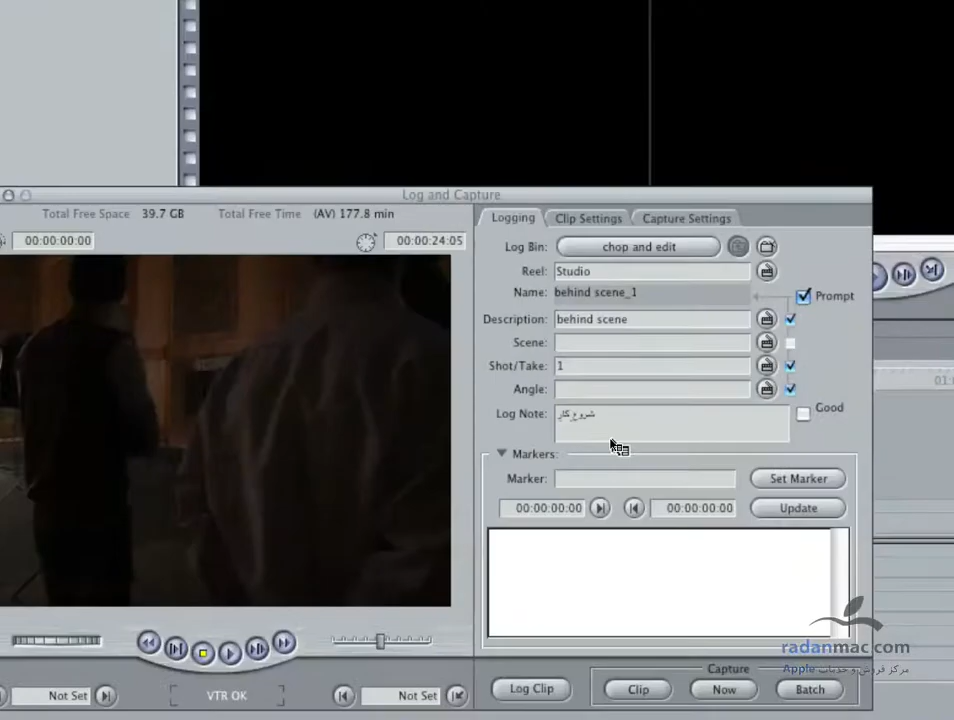 Log and Capture
Total Free Space 39.7 GB Total Free Time (AV) 177.8 min
00:00:00:00 00:00:24:05
Logging Clip Settings Capture Settings
Log Bin: chop and edit
Reel: Studio
Name: behind scene_1 Prompt
Description: behind scene
Scene:
Shot/Take: 1
Angle:
Log Note: شروع کار Good
Markers:
Marker: Set Marker
00:00:00:00 00:00:00:00 Update
radanmac.com
مرکز فروش و خدمات Apple
Not Set VTR OK Not Set
Log Clip
Capture
Clip Now Batch